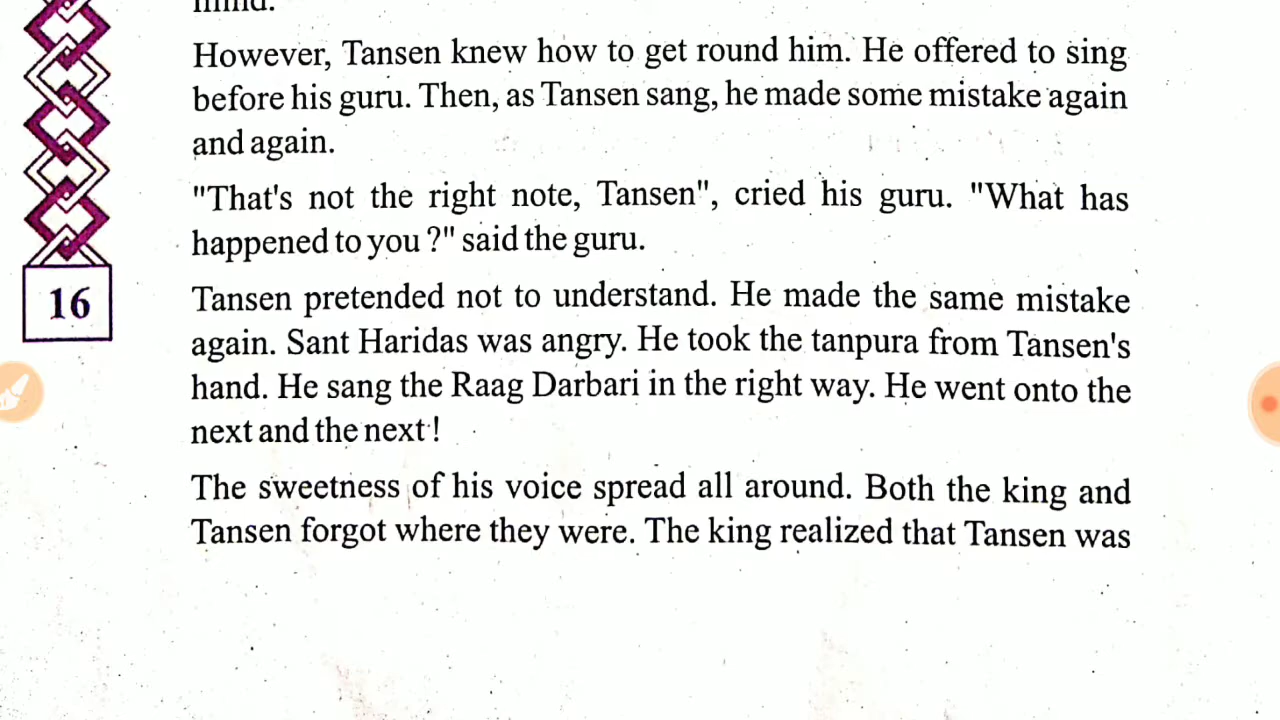 However, Tansen knew how to get round him. He offered to sing
before his guru. Then, as Tansen sang, he made some mistake again
and again.
"That's not the right note, Tansen", cried his guru. "What has
happened to you ?" said the guru.
Tansen pretended not to understand. He made the same mistake
again. Sant Haridas was angry. He took the tanpura from Tansen's
hand. He sang the Raag Darbari in the right way. He went onto the
next and the next !
The sweetness of his voice spread all around. Both the king and
Tansen forgot where they were. The king realized that Tansen was
16